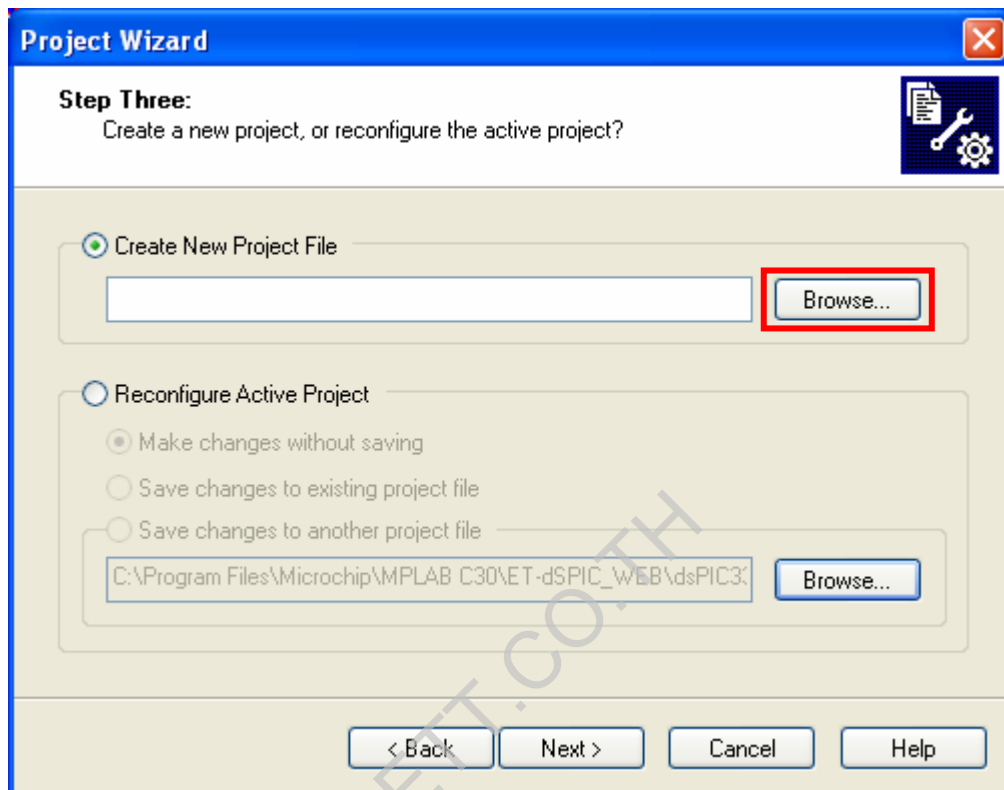 Project Wizard
Step Three:
Create a new project, or reconfigure the active project?
Create New Project File
Browse...
Reconfigure Active Project
Make changes without saving
Save changes to existing project file
Save changes to another project file
C:\Program Files\Microchip\MPLAB C30\ET-dSPIC_WEB\dsPIC33
Browse...
< Back Next > Cancel Help
ETT.CO.TH